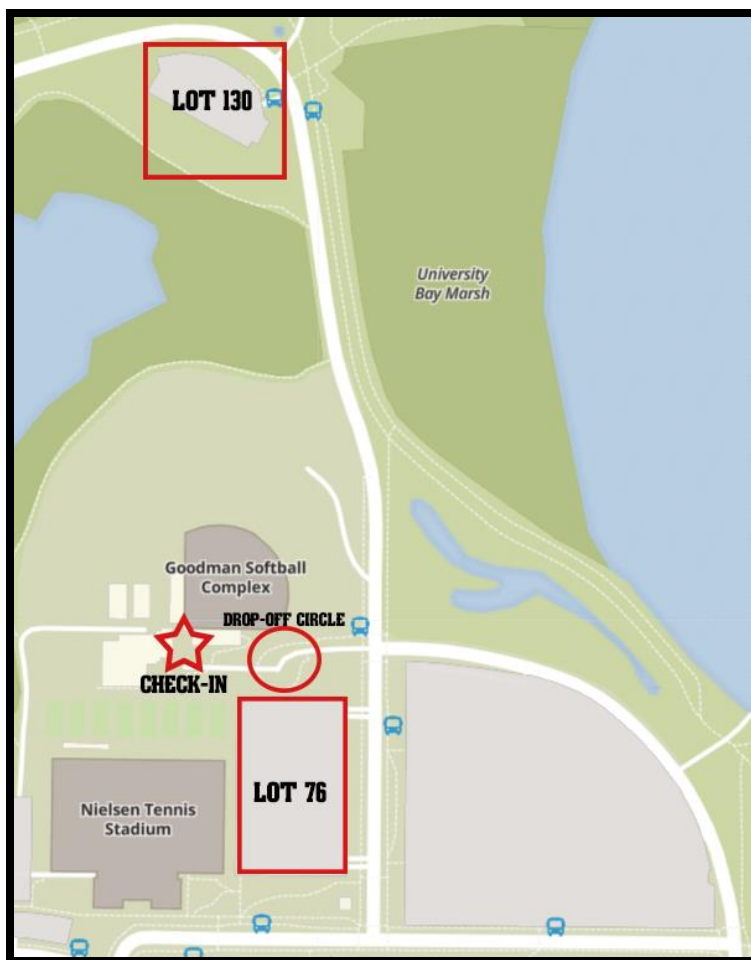 LOT 130
University
Bay Marsh
Goodman Softball
Complex
DROP-OFF CIRCLE
CHECK-IN
LOT 76
Nielsen Tennis
Stadium